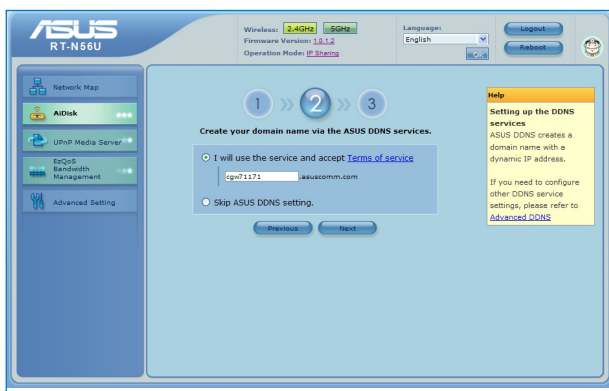 ASUS
RT-N56U
Wireless: 2.4GHz 5GHz
Firmware Version: 1.0.1.2
Operation Mode: IP Sharing
Language:
English
Logout
Reboot
Network Map
AiDisk
UPnP Media Server
EzQoS
Bandwidth
Management
Advanced Setting
1 » 2 » 3
Create your domain name via the ASUS DDNS services.
I will use the service and accept Terms of service
cgw71171 .asuscomm.com
Skip ASUS DDNS setting.
Previous Next
Help
Setting up the DDNS
services
ASUS DDNS creates a
domain name with a
dynamic IP address.
If you need to configure
other DDNS service
settings, please refer to
Advanced DDNS